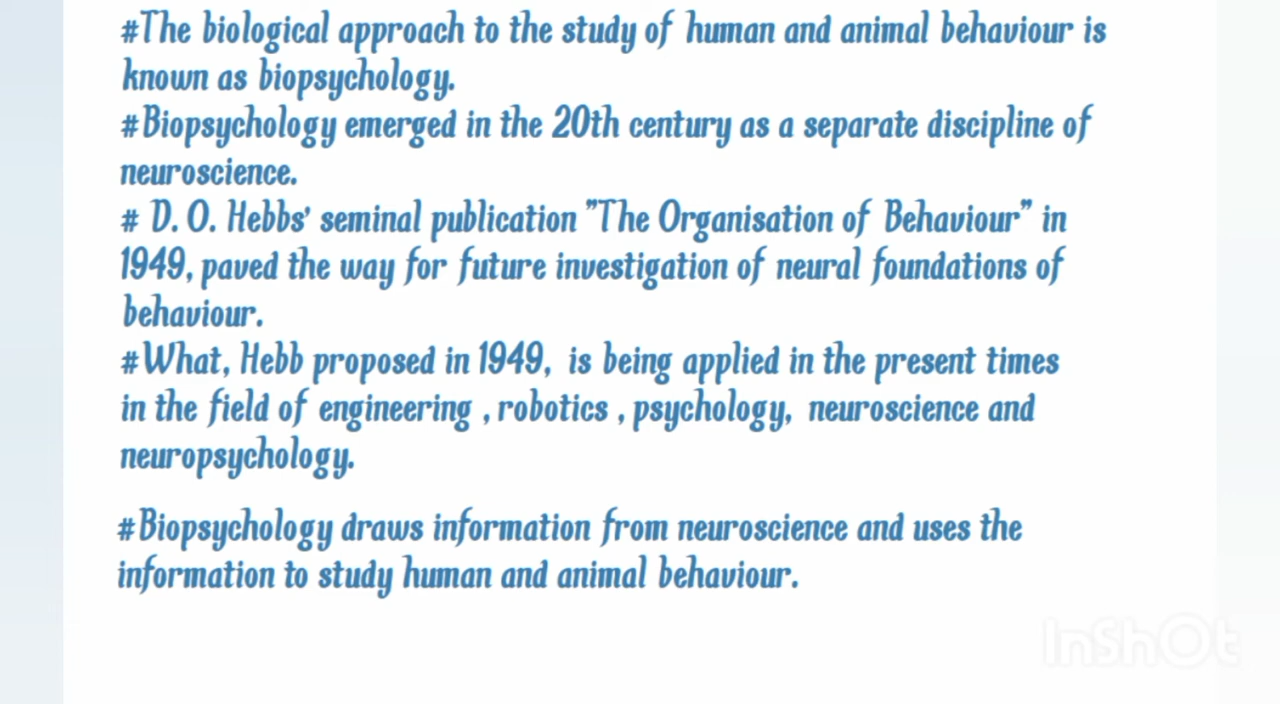 #The biological approach to the study of human and animal behaviour is
known as biopsychology.
#Biopsychology emerged in the 20th century as a separate discipline of
neuroscience.
# D. O. Hebbs' seminal publication "The Organisation of Behaviour" in
1949, paved the way for future investigation of neural foundations of
behaviour.
#What, Hebb proposed in 1949, is being applied in the present times
in the field of engineering , robotics , psychology, neuroscience and
neuropsychology.
#Biopsychology draws information from neuroscience and uses the
information to study human and animal behaviour.
InShOt